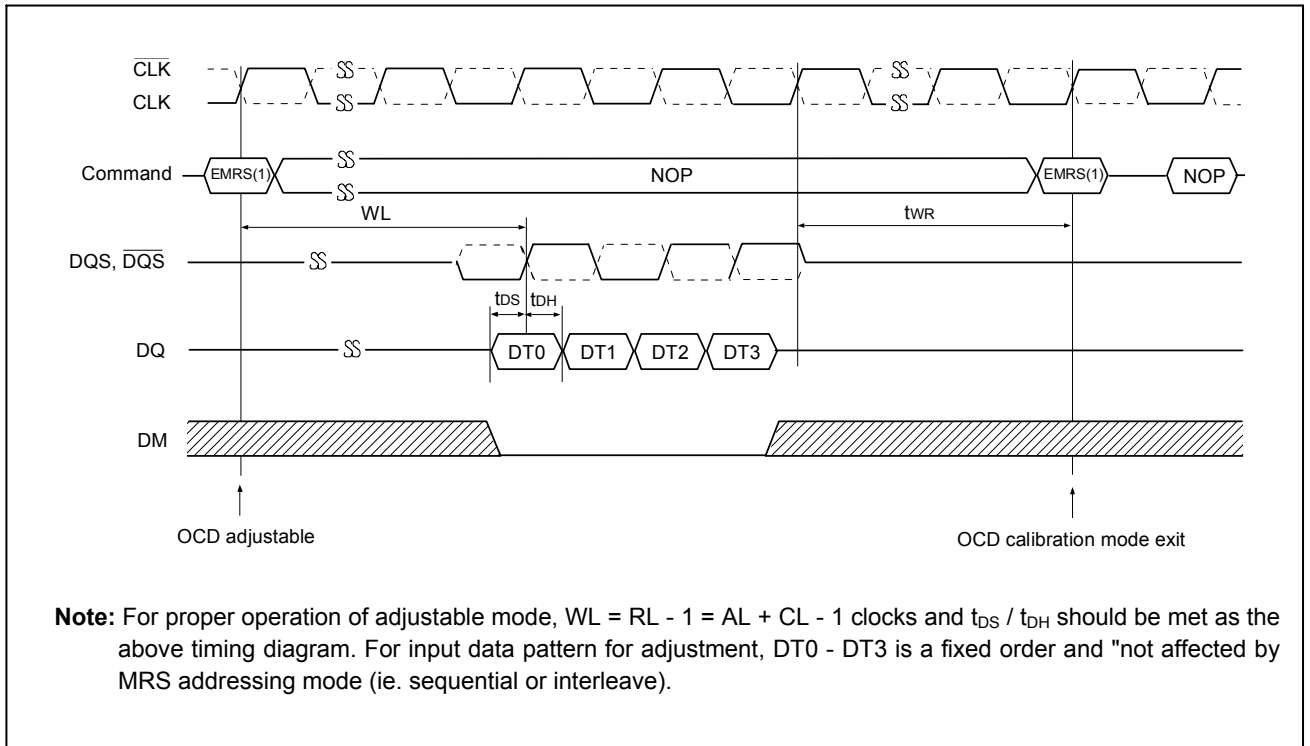 CLK
CLK
Command
EMRS(1)
NOP
EMRS(1)
NOP
WL
tWR
DQS, DQS
tDS
tDH
DQ
DT0
DT1
DT2
DT3
DM
OCD adjustable
OCD calibration mode exit
Note: For proper operation of adjustable mode, WL = RL - 1 = AL + CL - 1 clocks and tDS / tDH should be met as the
above timing diagram. For input data pattern for adjustment, DT0 - DT3 is a fixed order and "not affected by
MRS addressing mode (ie. sequential or interleave).